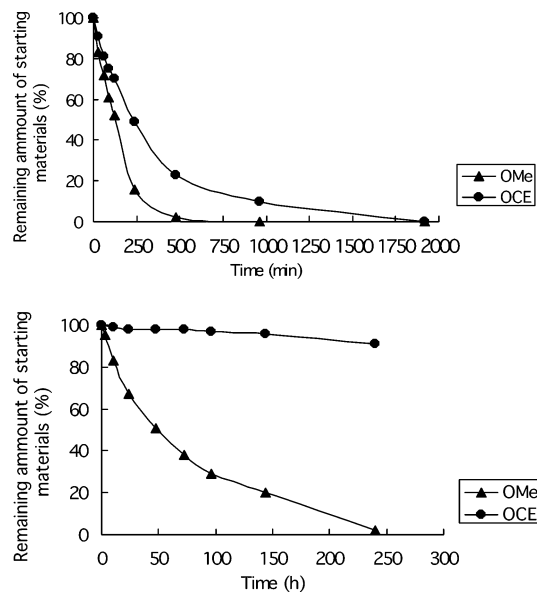 Remaining ammount of starting
materials (%)
100
80
60
40
20
0
0 250 500 750 1000 1250 1500 1750 2000
Time (min)
OMe
OCE
Remaining ammount of starting
materials (%)
100
80
60
40
20
0
0 50 100 150 200 250 300
Time (h)
OMe
OCE